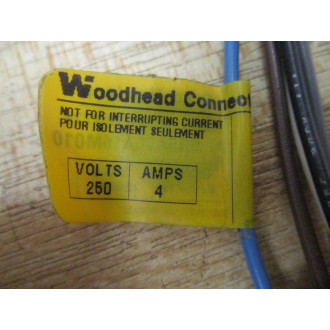 Woodhead Connec
NOT FOR INTERRUPTING CURRENT
POUR ISOLEMENT SEULEMENT
VOLTS AMPS
250 4